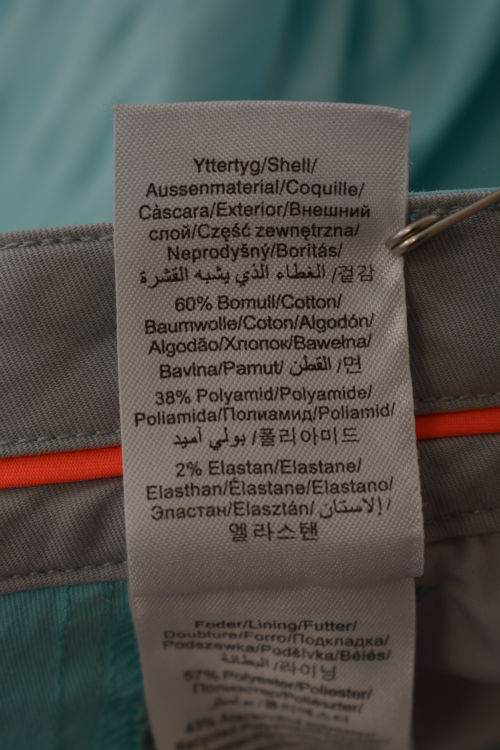 Yttertyg/Shell/
Aussenmaterial/Coquille/
Càscara/Exterior/Внешний
слой/Część zewnętrzna/
Neprodyšný/Borítás/
الغطاء الذي يشبه القشرة /겉감
60% Bomull/Cotton/
Baumwolle/Coton/Algodón/
Algodão/Хлопок/Bawełna/
Bavlna/Pamut/ القطن /면
38% Polyamid/Polyamide/
Poliamida/Полиамид/Poliamid/
بولي أميد /폴리아미드
2% Elastan/Elastane/
Elasthan/Élastane/Elastano/
Эластан/Elasztán/ إلاستان/
엘라스텐
Foder/Lining/Futter/
Doublure/Forro/Подкладка/
Podszewka/Podšívka/Bélés/
البطانة /라이닝
57% Polyester/Poliester/